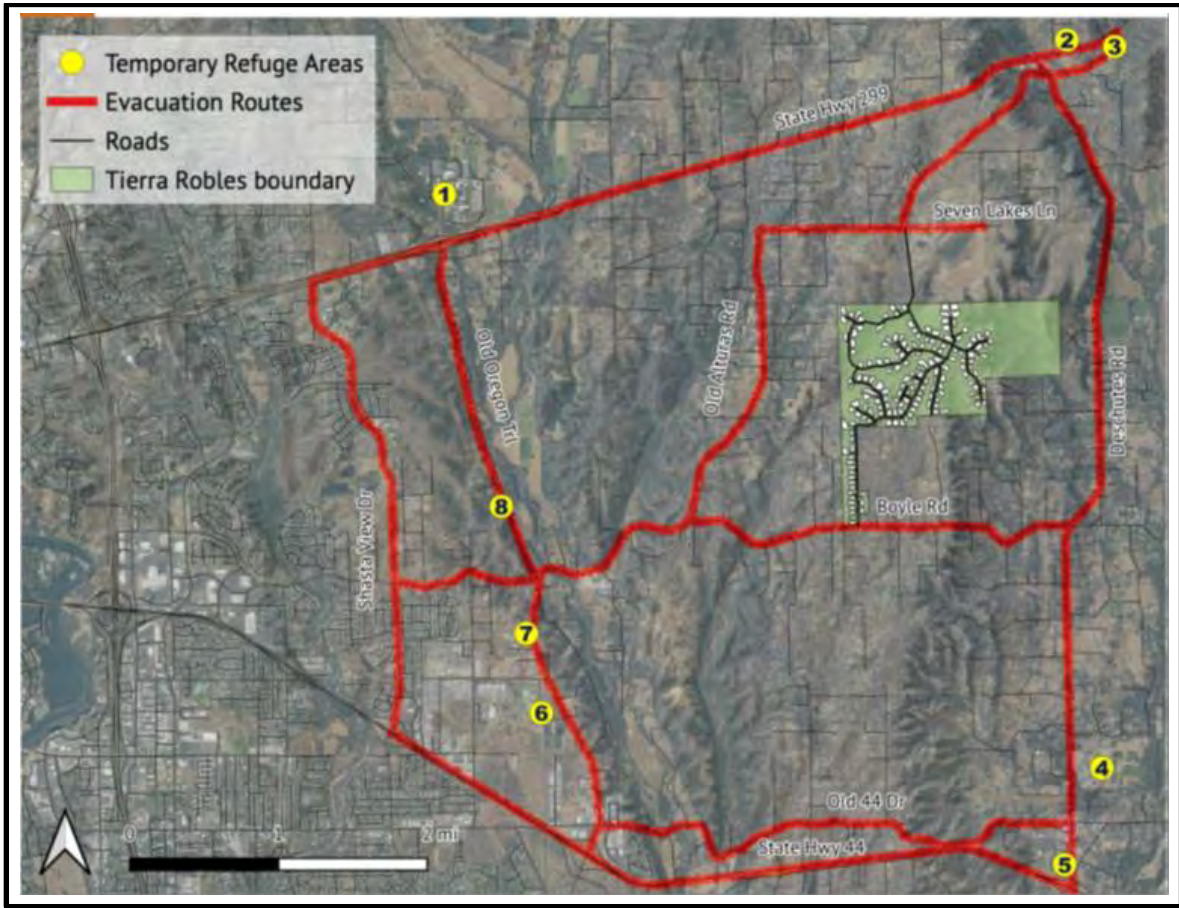 Temporary Refuge Areas
Evacuation Routes
Roads
Tierra Robles boundary
2
3
State Hwy 299
1
Seven Lakes Ln
Old Oragon Trl
Old Alturas Rd
Deschutes Rd
Shasta View Dr
8
Boyle Rd
7
6
4
Old 44 Dr
State Hwy 44
5
0 1 2 mi